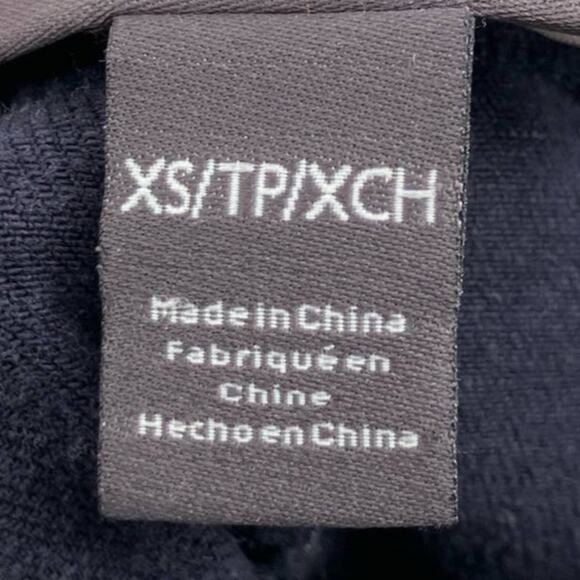 XS/TP/XCH
Made in China
Fabriqué en
Chine
Hecho en China